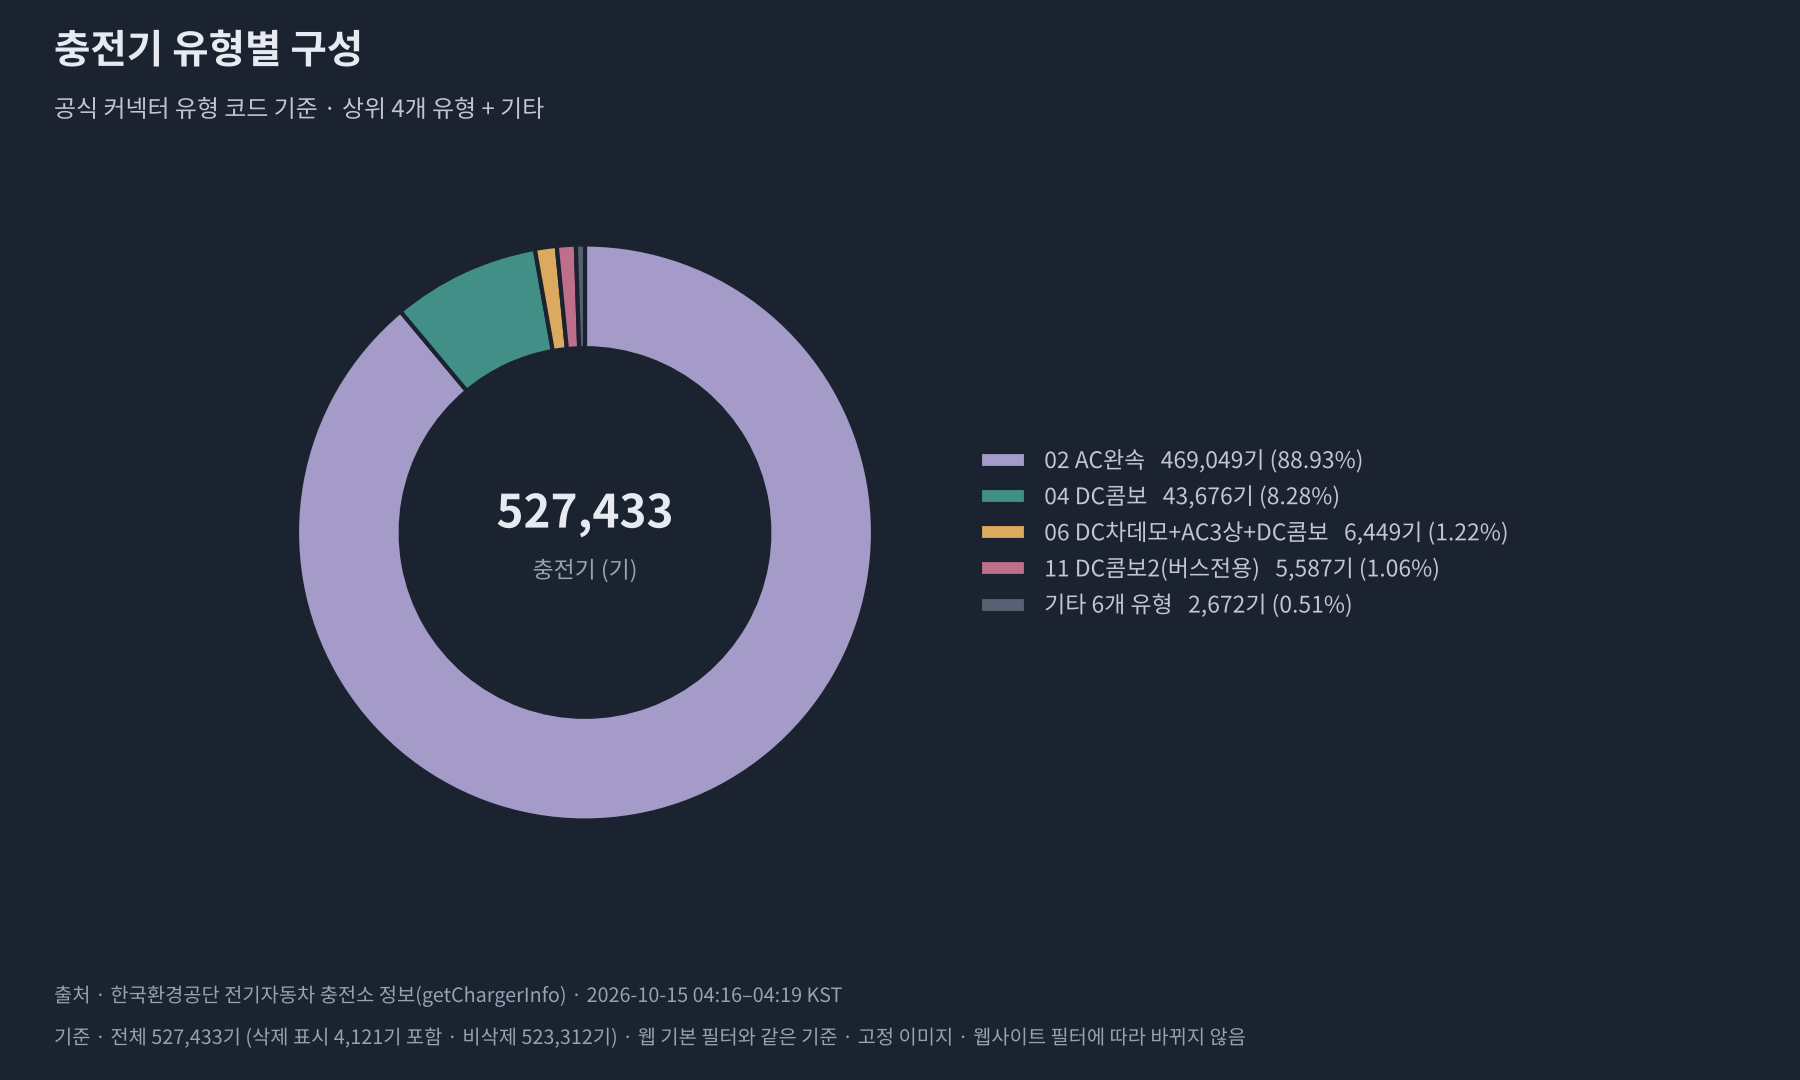 충전기 유형별 구성
공식 커넥터 유형 코드 기준 · 상위 4개 유형 + 기타
527,433
충전기 (기)
02 AC완속 469,049기 (88.93%)
04 DC콤보 43,676기 (8.28%)
06 DC차데모+AC3상+DC콤보 6,449기 (1.22%)
11 DC콤보2(버스전용) 5,587기 (1.06%)
기타 6개 유형 2,672기 (0.51%)
출처 · 한국환경공단 전기자동차 충전소 정보(getChargerInfo) · 2026-10-15 04:16–04:19 KST
기준 · 전체 527,433기 (삭제 표시 4,121기 포함 · 비삭제 523,312기) · 웹 기본 필터와 같은 기준 · 고정 이미지 · 웹사이트 필터에 따라 바뀌지 않음